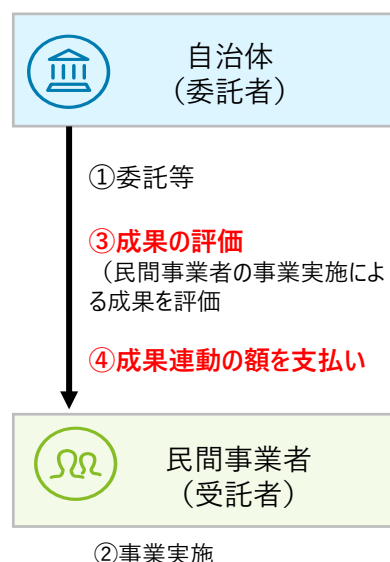 自治体
（委託者）
①委託等
③成果の評価
（民間事業者の事業実施によ
る成果を評価
④成果連動の額を支払い
民間事業者
（受託者）
②事業実施